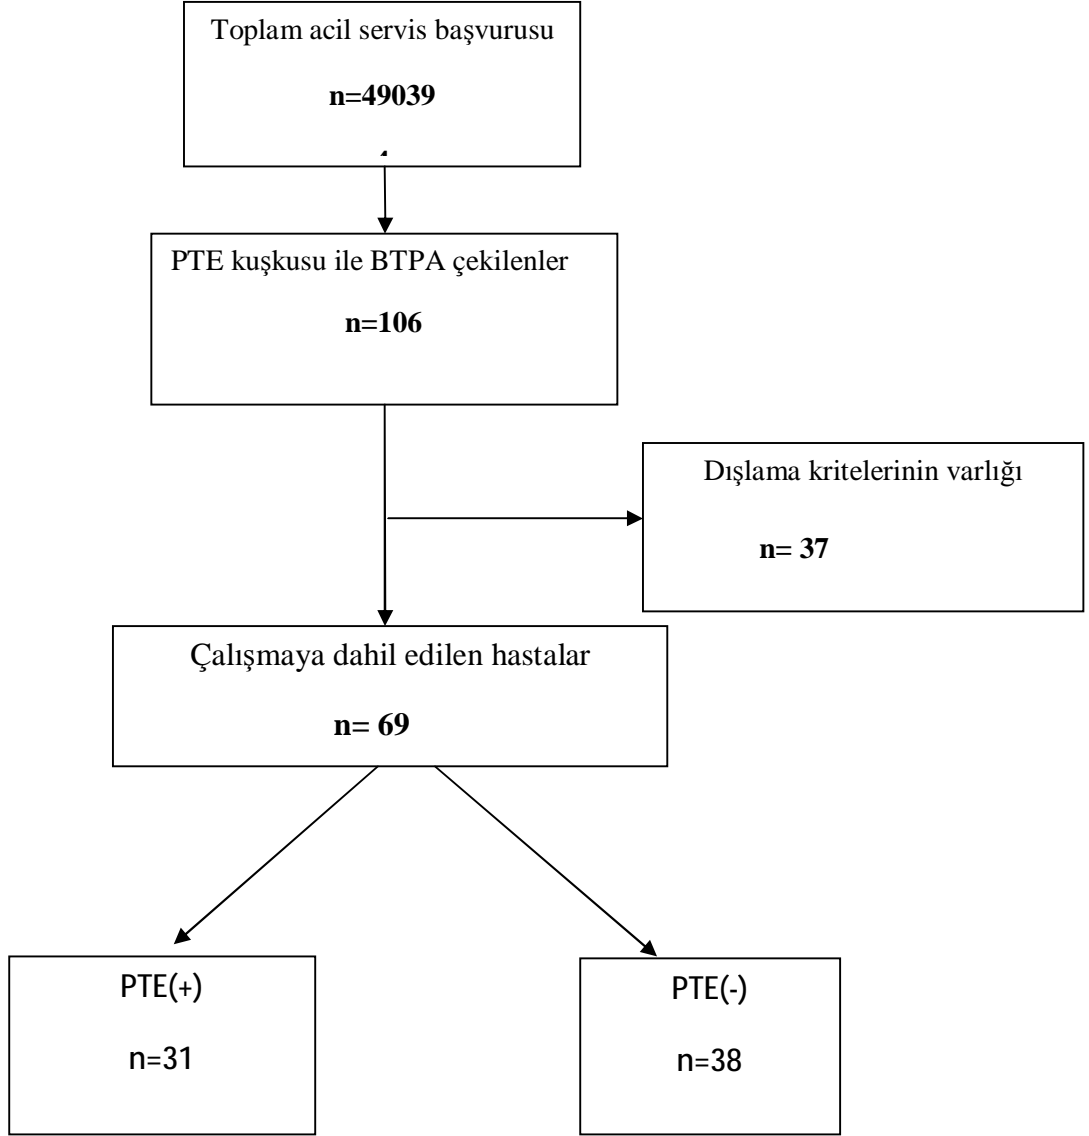 Toplam acil servis başvurusu
n=49039
PTE kuşkusu ile BTPA çekilenler
n=106
Dışlama kritelerinin varlığı
n= 37
Çalışmaya dahil edilen hastalar
n= 69
PTE(+)
n=31
PTE(-)
n=38